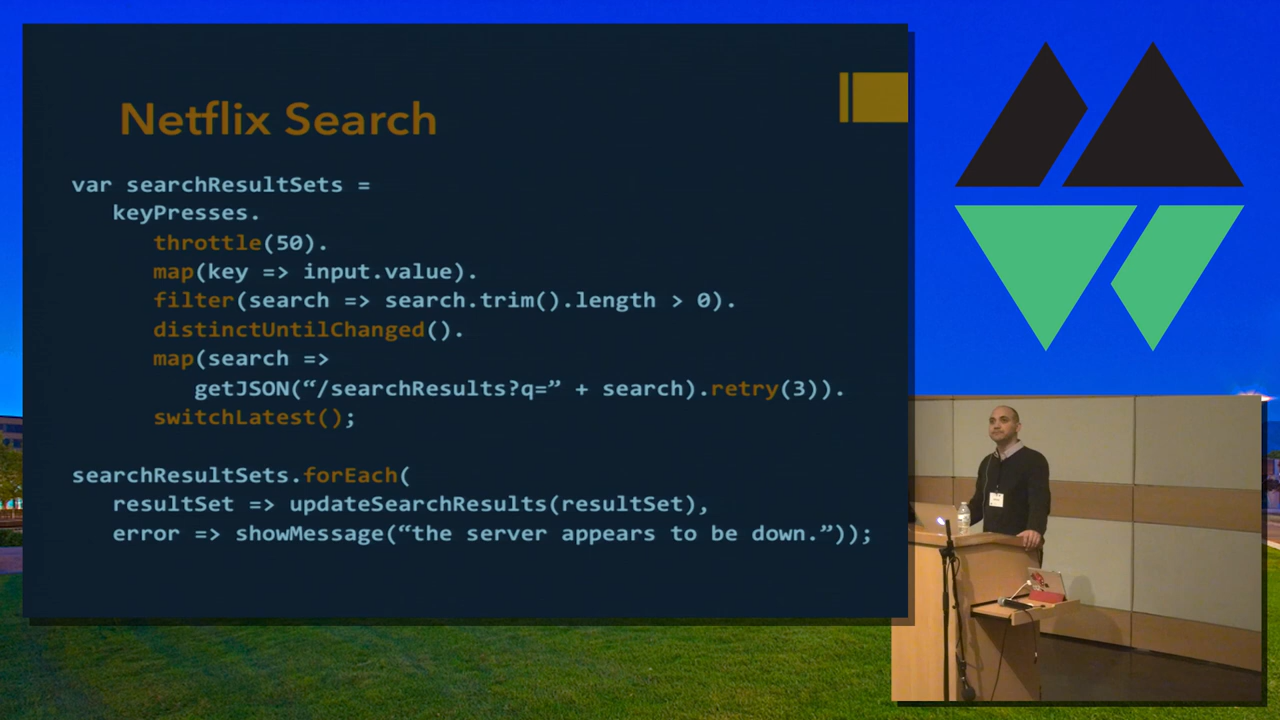 Netflix Search
var searchResultSets =
keyPresses.
throttle(50).
map(key => input.value).
filter(search => search.trim().length > 0).
distinctUntilChanged().
map(search =>
getJSON(“/searchResults?q=” + search).retry(3)).
switchLatest();
searchResultSets.forEach(
resultSet => updateSearchResults(resultSet),
error => showMessage(“the server appears to be down.”));